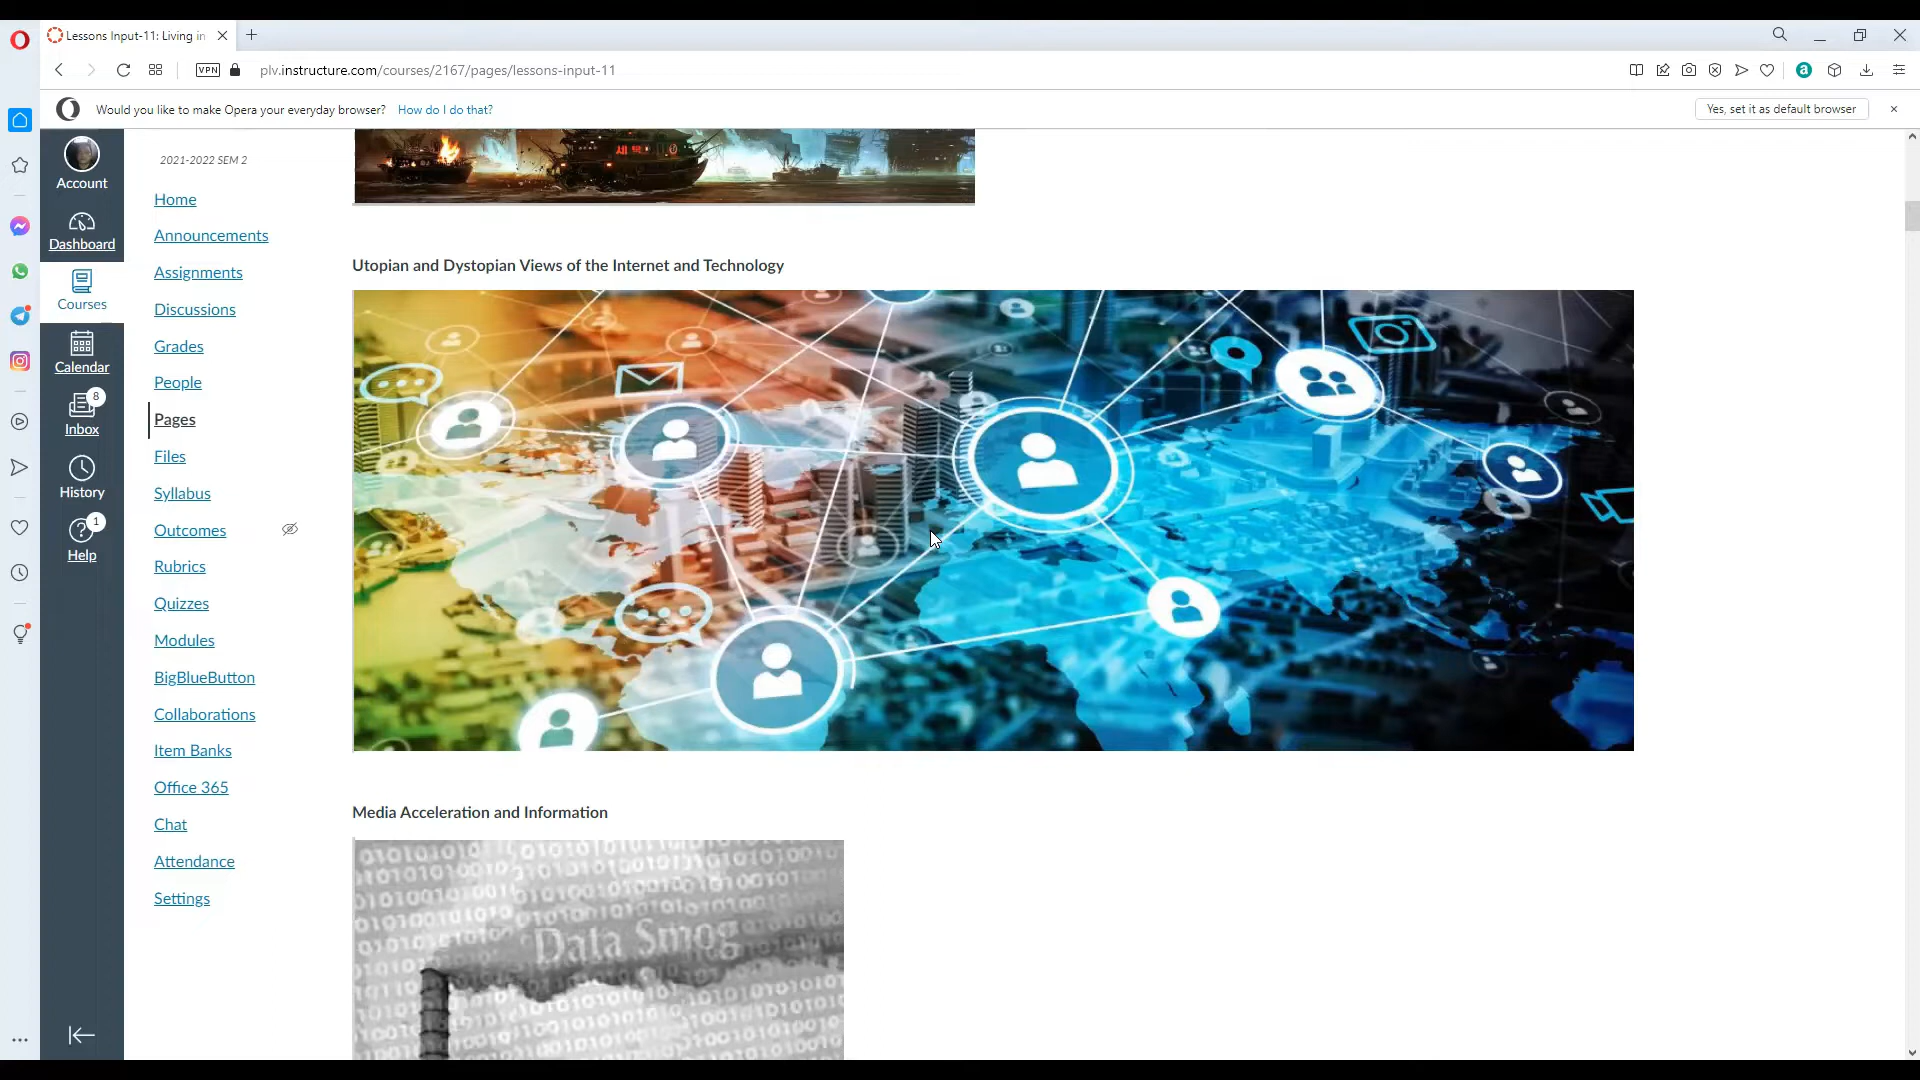 Lessons Input-11: Living in
VPN
plv.instructure.com/courses/2167/pages/lessons-input-11
a
Would you like to make Opera your everyday browser? How do I do that?
Yes, set it as default browser
Account
Dashboard
Courses
Calendar
8
Inbox
History
1
Help
2021-2022 SEM 2
Home
Announcements
Assignments
Discussions
Grades
People
Pages
Files
Syllabus
Outcomes
Rubrics
Quizzes
Modules
BigBlueButton
Collaborations
Item Banks
Office 365
Chat
Attendance
Settings
Utopian and Dystopian Views of the Internet and Technology
Media Acceleration and Information
Data Smog